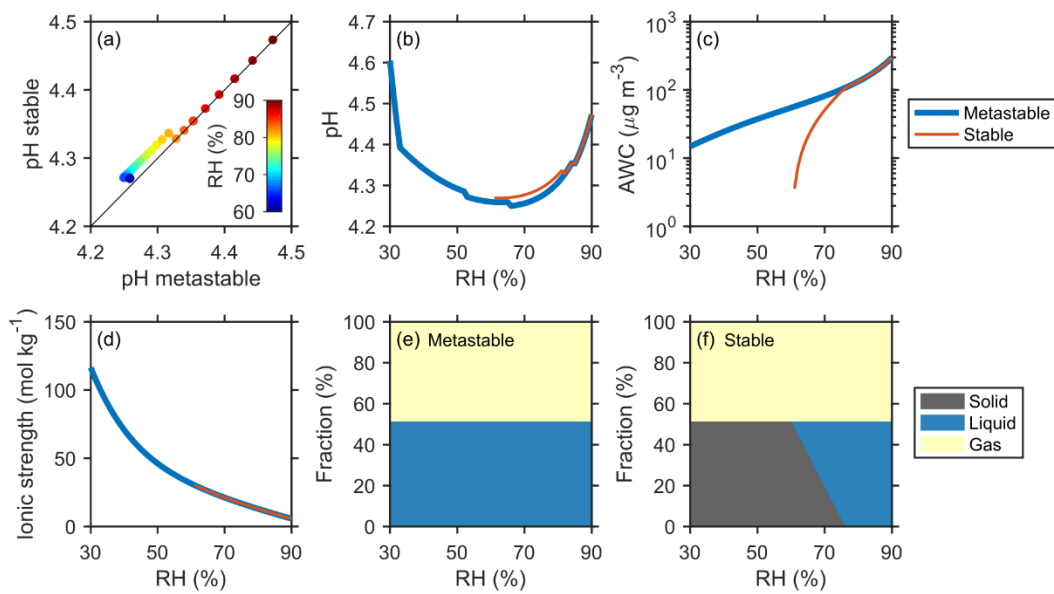 (a)
pH stable
4.5
4.4
4.3
4.2
4.2 4.3 4.4 4.5
pH metastable
90
80
70
60
RH (%)
(b)
pH
4.7
4.6
4.5
4.4
4.3
4.2
30 50 70 90
RH (%)
(c)
AWC (μg m⁻³)
10³
10²
10¹
10⁰
30 50 70 90
RH (%)
Metastable
Stable
(d)
Ionic strength (mol kg⁻¹)
150
100
50
0
30 50 70 90
RH (%)
(e) Metastable
Fraction (%)
100
80
60
40
20
0
30 50 70 90
RH (%)
(f) Stable
Fraction (%)
100
80
60
40
20
0
30 50 70 90
RH (%)
Solid
Liquid
Gas